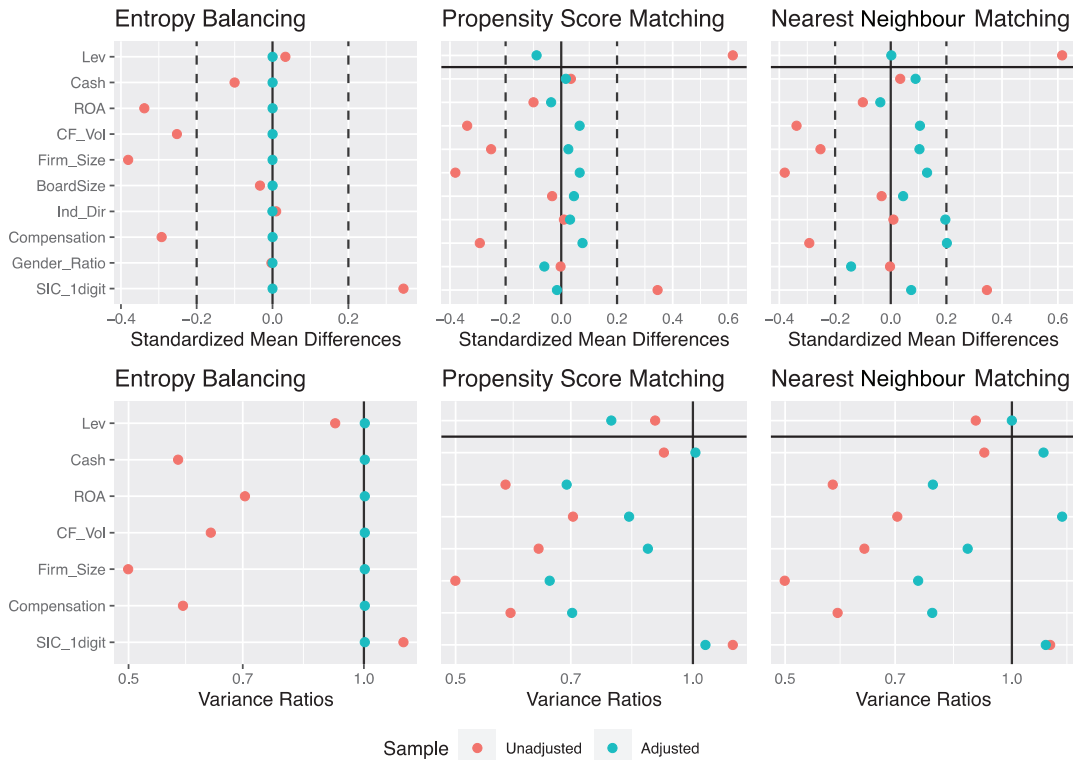 Entropy Balancing
Propensity Score Matching
Nearest Neighbour Matching
Lev
Cash
ROA
CF_Vol
Firm_Size
BoardSize
Ind_Dir
Compensation
Gender_Ratio
SIC_1digit
−0.4 −0.2 0.0 0.2
−0.4 −0.2 0.0 0.2 0.4 0.6
−0.4 −0.2 0.0 0.2 0.4 0.6
Standardized Mean Differences
Standardized Mean Differences
Standardized Mean Differences
Entropy Balancing
Propensity Score Matching
Nearest Neighbour Matching
Lev
Cash
ROA
CF_Vol
Firm_Size
Compensation
SIC_1digit
0.5 0.7 1.0
0.5 0.7 1.0
0.5 0.7 1.0
Variance Ratios
Variance Ratios
Variance Ratios
Sample Unadjusted Adjusted